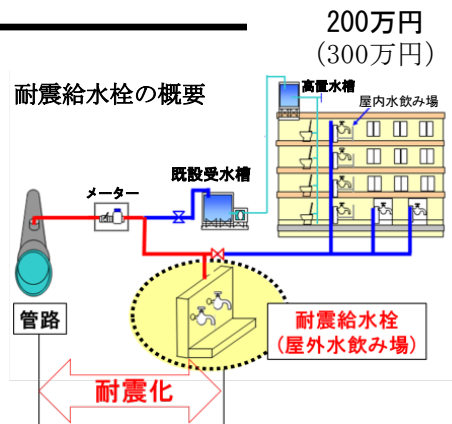 200万円
（300万円）
耐震給水栓の概要
高置水槽
屋内水飲み場
既設受水槽
メーター
管路
耐震給水栓
（屋外水飲み場）
耐震化